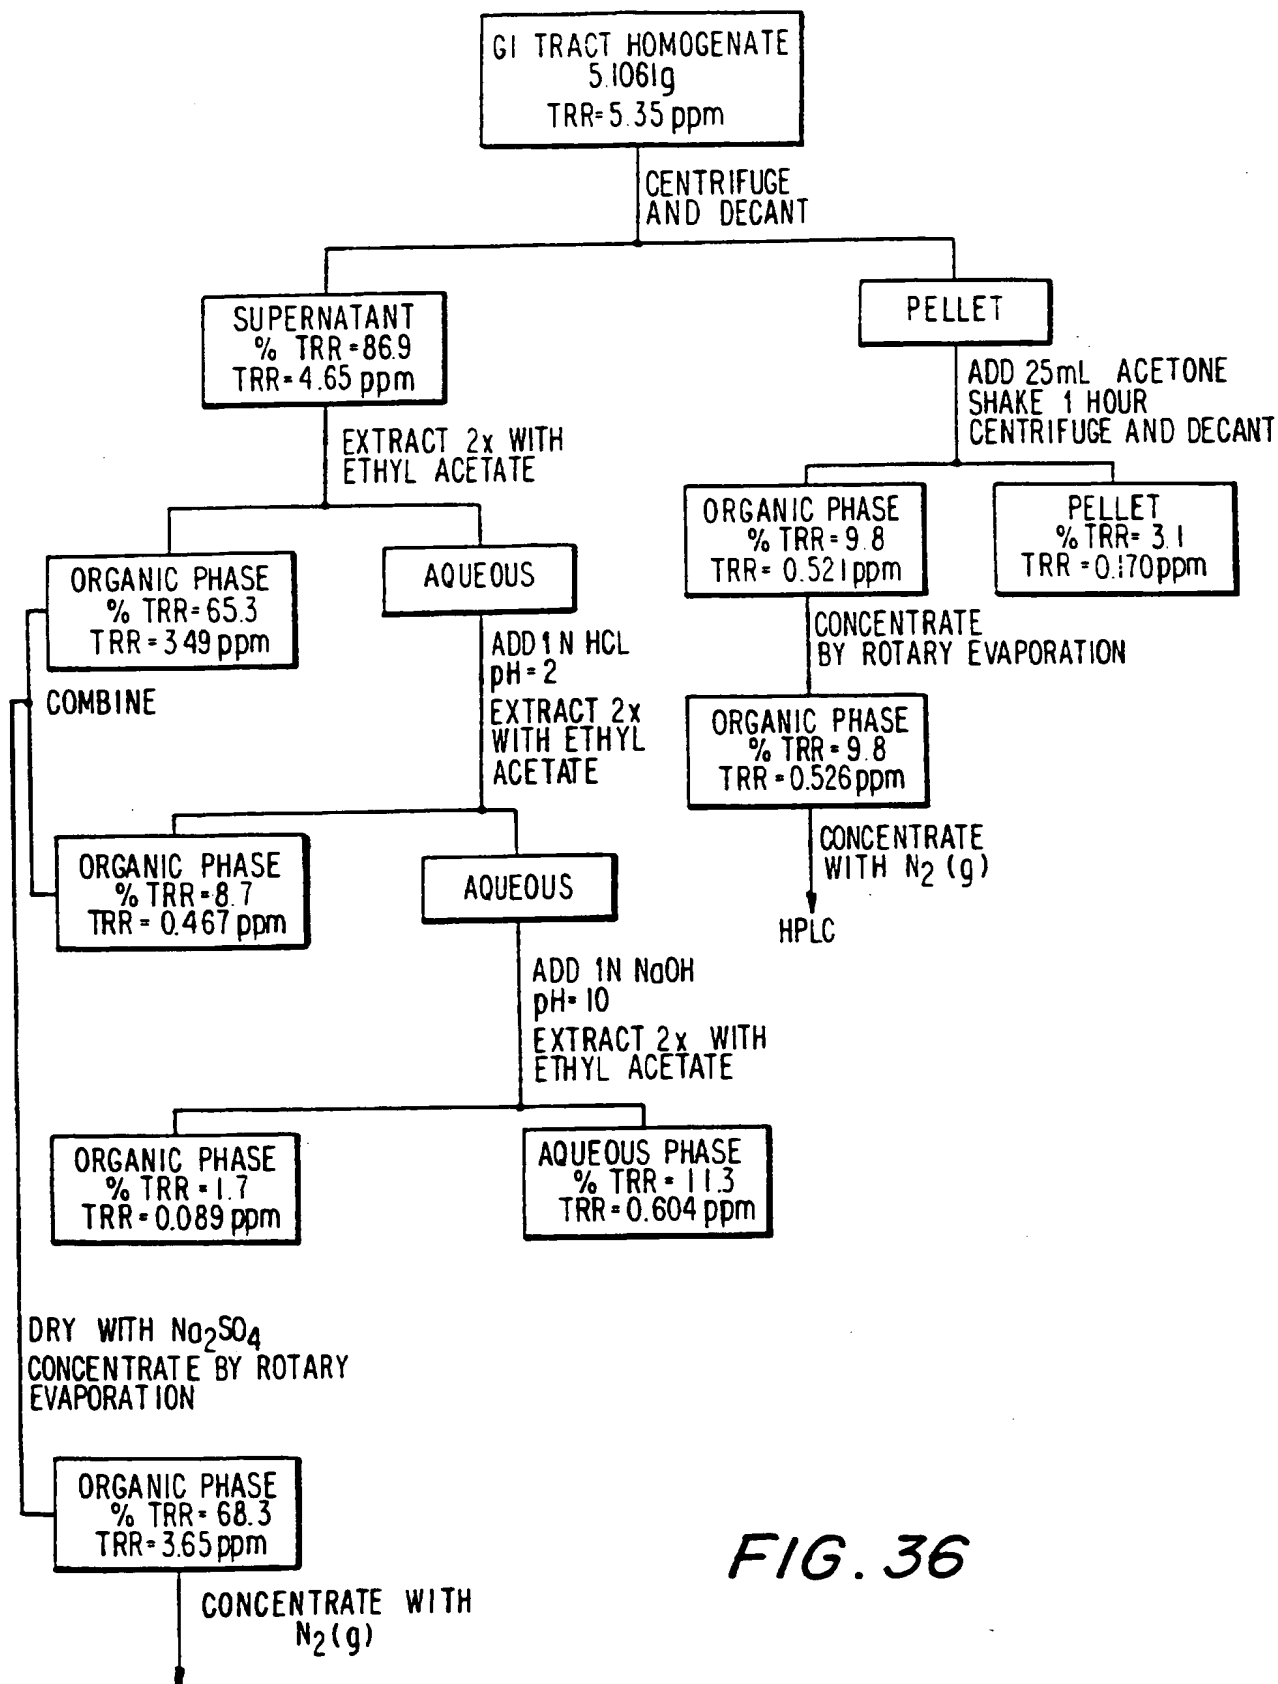 GI TRACT HOMOGENATE
5.1061g
TRR=5.35 ppm
CENTRIFUGE
AND DECANT
SUPERNATANT
% TRR=86.9
TRR=4.65 ppm
PELLET
ADD 25mL ACETONE
SHAKE 1 HOUR
CENTRIFUGE AND DECANT
EXTRACT 2x WITH
ETHYL ACETATE
ORGANIC PHASE
% TRR=9.8
TRR=0.521ppm
PELLET
% TRR=3.1
TRR=0.170ppm
ORGANIC PHASE
% TRR=65.3
TRR=3.49 ppm
AQUEOUS
CONCENTRATE
BY ROTARY EVAPORATION
ADD 1 N HCL
pH=2
EXTRACT 2x
WITH ETHYL
ACETATE
COMBINE
ORGANIC PHASE
% TRR=9.8
TRR=0.526ppm
CONCENTRATE
WITH N2 (g)
HPLC
ORGANIC PHASE
% TRR=8.7
TRR=0.467 ppm
AQUEOUS
ADD 1N NaOH
pH=10
EXTRACT 2x WITH
ETHYL ACETATE
ORGANIC PHASE
% TRR=1.7
TRR=0.089 ppm
AQUEOUS PHASE
% TRR=11.3
TRR=0.604 ppm
DRY WITH Na2SO4
CONCENTRATE BY ROTARY
EVAPORATION
ORGANIC PHASE
% TRR=68.3
TRR=3.65 ppm
CONCENTRATE WITH
N2(g)
FIG. 36